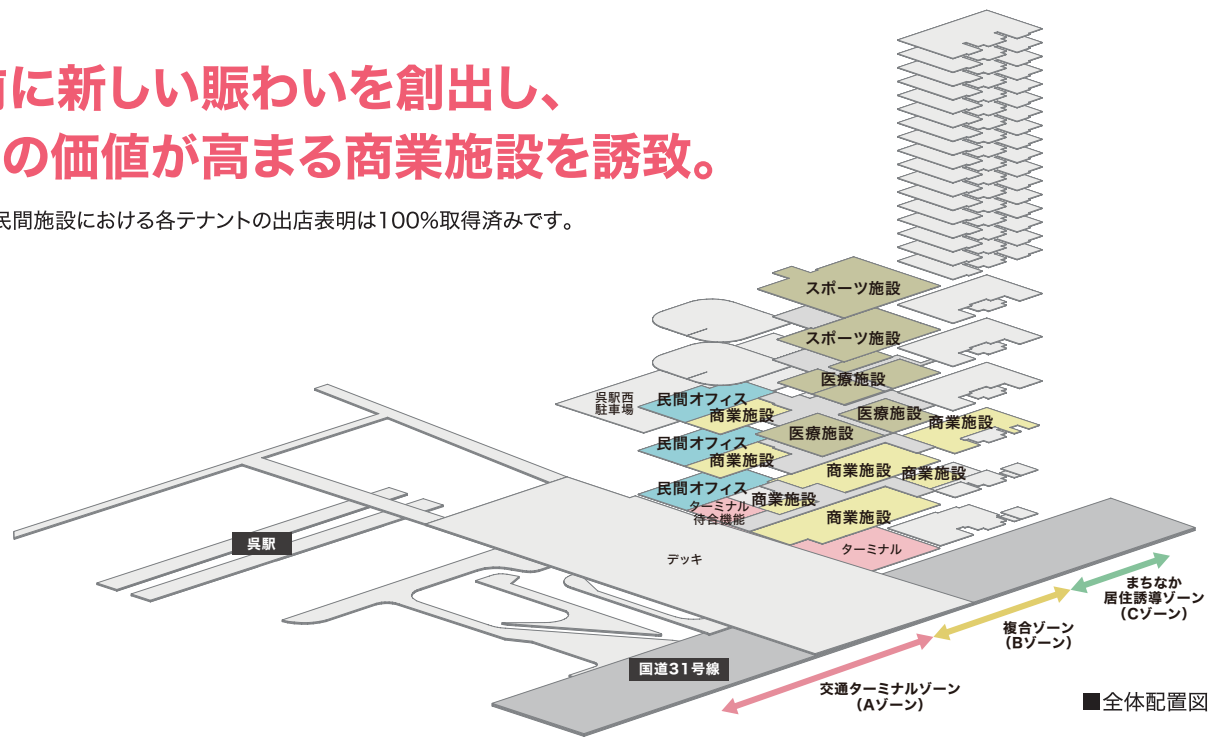 に新しい賑わいを創出し、
の価値が高まる商業施設を誘致。
民間施設における各テナントの出店表明は100%取得済みです。
スポーツ施設
スポーツ施設
医療施設
呉駅西
駐車場
民間オフィス
商業施設
医療施設
商業施設
民間オフィス
商業施設
医療施設
商業施設
商業施設
民間オフィス
商業施設
ターミナル
待合機能
商業施設
ターミナル
呉駅
デッキ
国道31号線
まちなか
居住誘導ゾーン
(Cゾーン)
複合ゾーン
(Bゾーン)
交通ターミナルゾーン
(Aゾーン)
■全体配置図